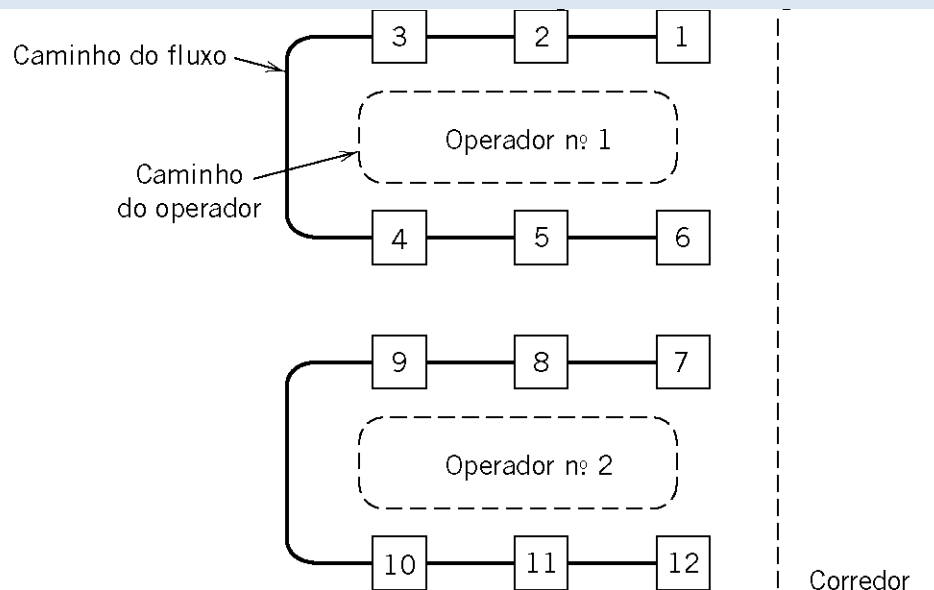 3 2 1
Caminho do fluxo
Operador nº 1
Caminho
do operador
4 5 6
9 8 7
Operador nº 2
10 11 12
Corredor